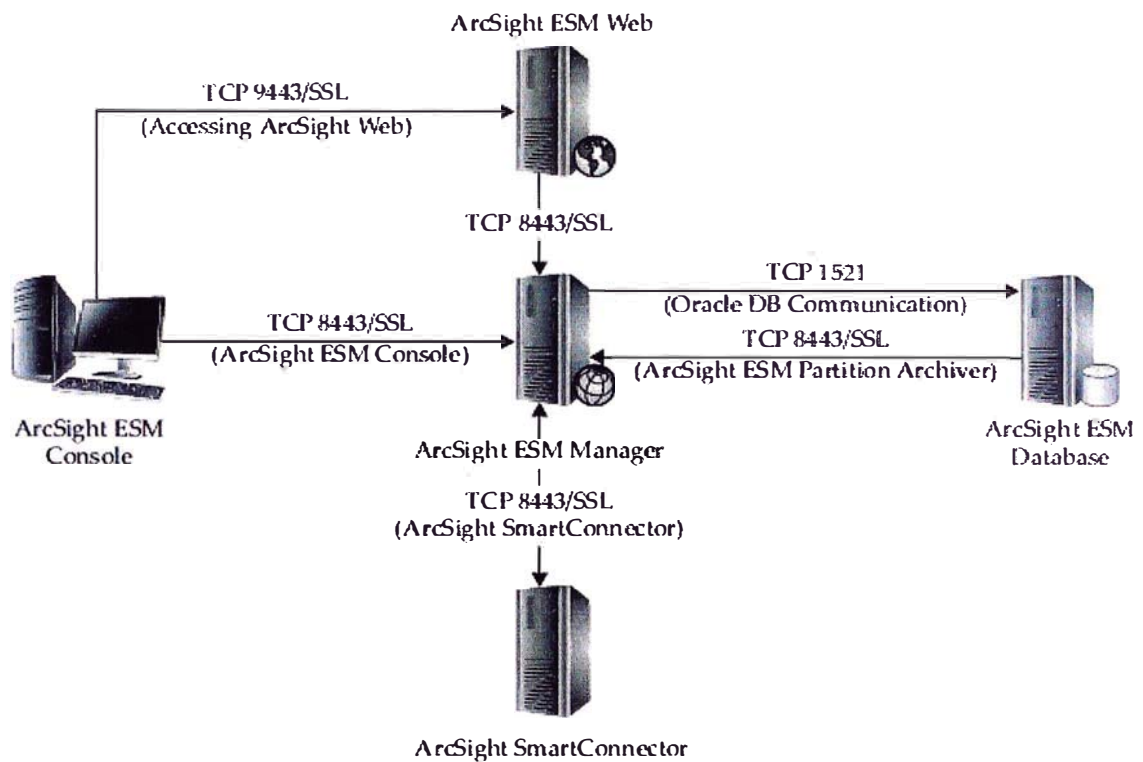 ArcSight ESM Web
TCP 9443/SSL
(Accessing ArcSight Web)
TCP 8443/SSL
TCP 1521
(Oracle DB Communication)
TCP 8443/SSL
(ArcSight ESM Console)
TCP 8443/SSL
(ArcSight ESM Partition Archiver)
ArcSight ESM
Console
ArcSight ESM Manager
ArcSight ESM
Database
TCP 8443/SSL
(ArcSight SmartConnector)
ArcSight SmartConnector